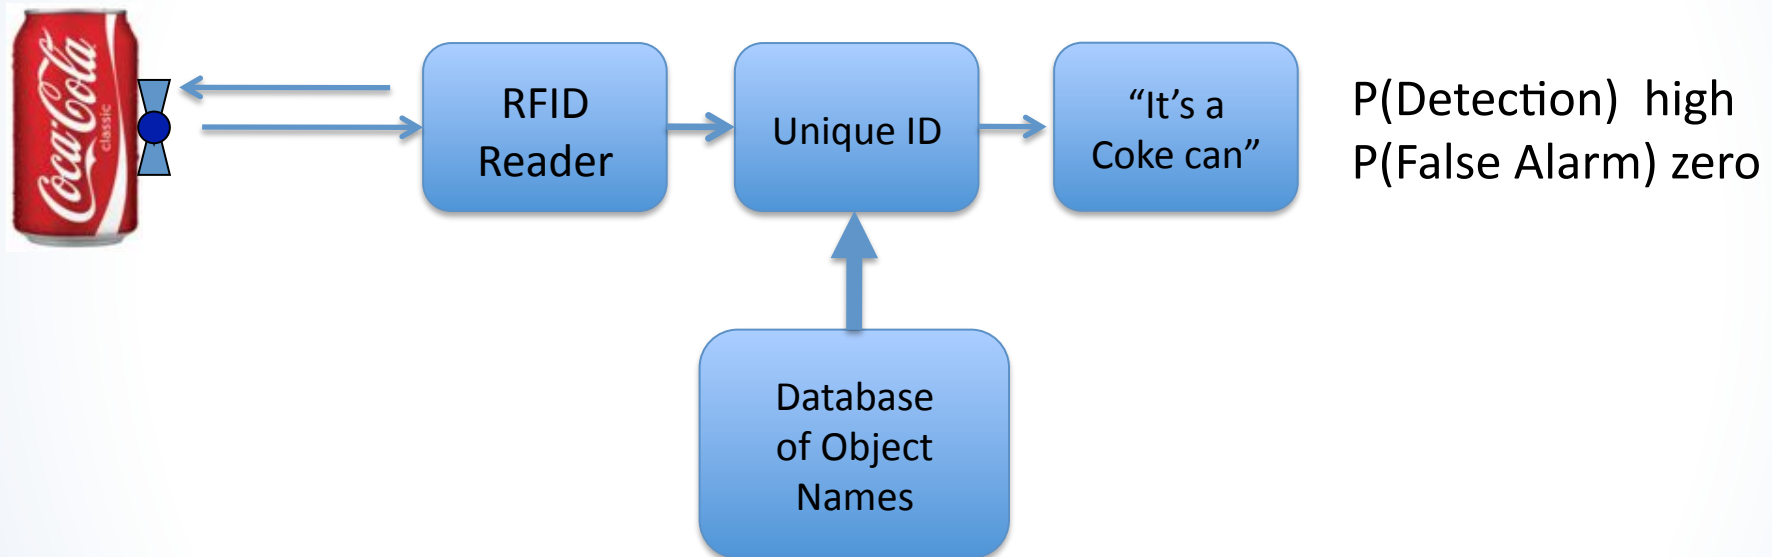 Coca-Cola
classic
RFID
Reader
Unique ID
“It’s a
Coke can”
P(Detection) high
P(False Alarm) zero
Database
of Object
Names